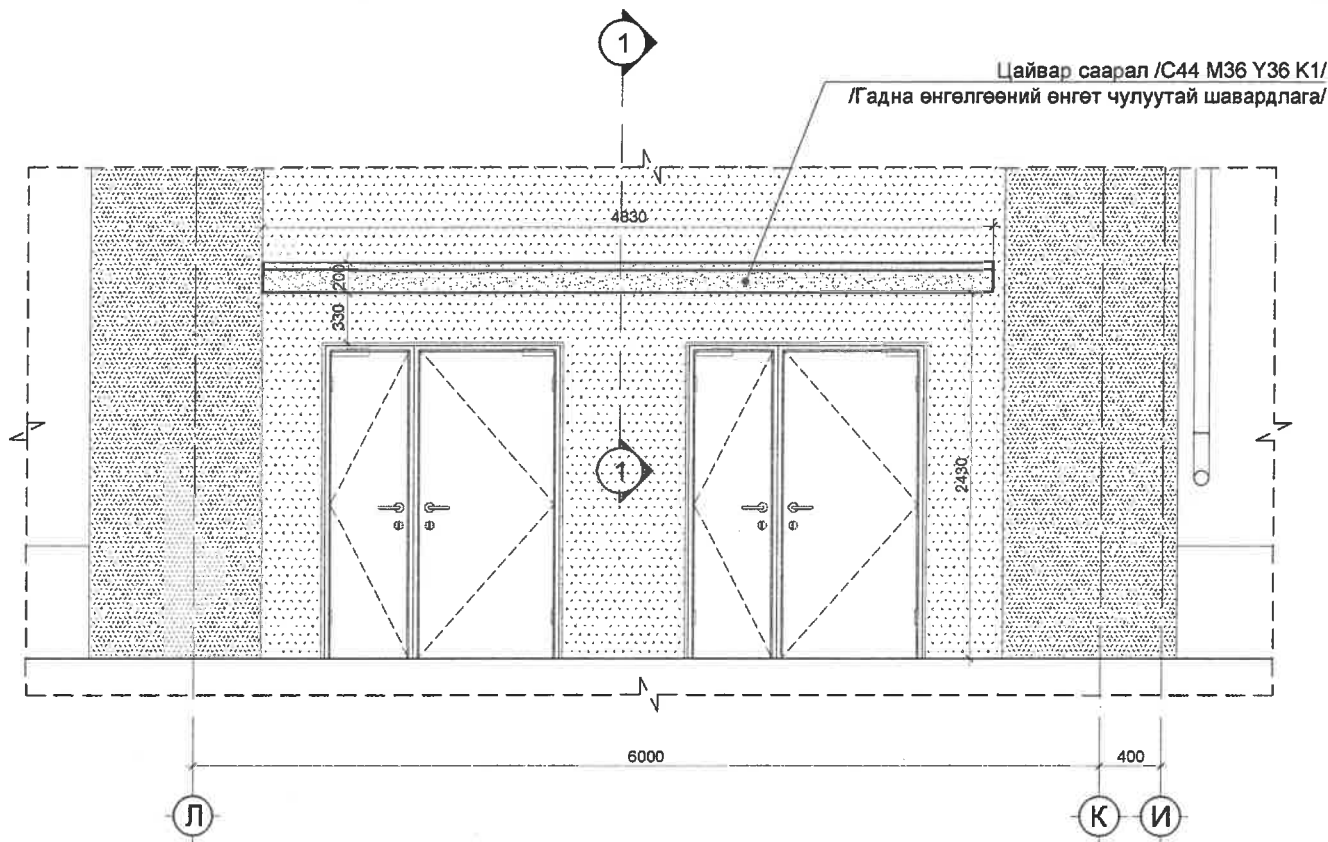 1
Цайвар саарал /C44 M36 Y36 K1/
/Гадна өнгөлгөөний өнгөт чулуутай шавардлага/
4830
200
330
1
2430
6000
400
Л
К
И